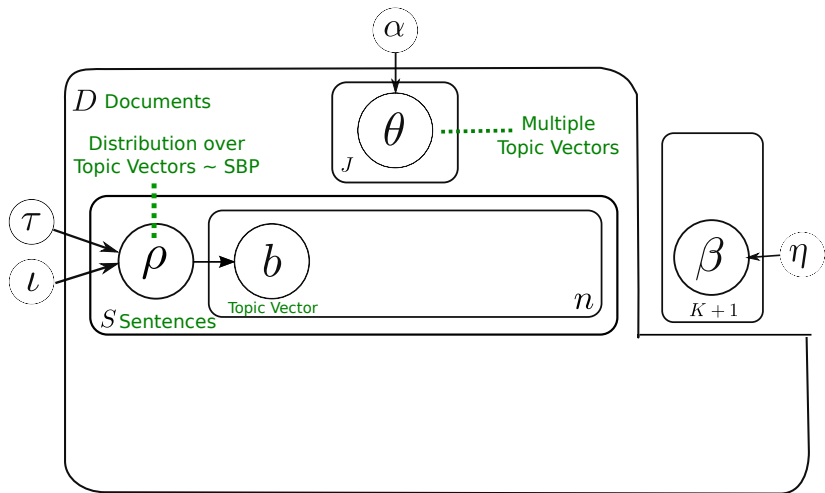 α
D Documents
θ
J
Multiple
Topic Vectors
Distribution over
Topic Vectors ~ SBP
τ
ι
ρ
b
Topic Vector
n
S Sentences
β
K + 1
η